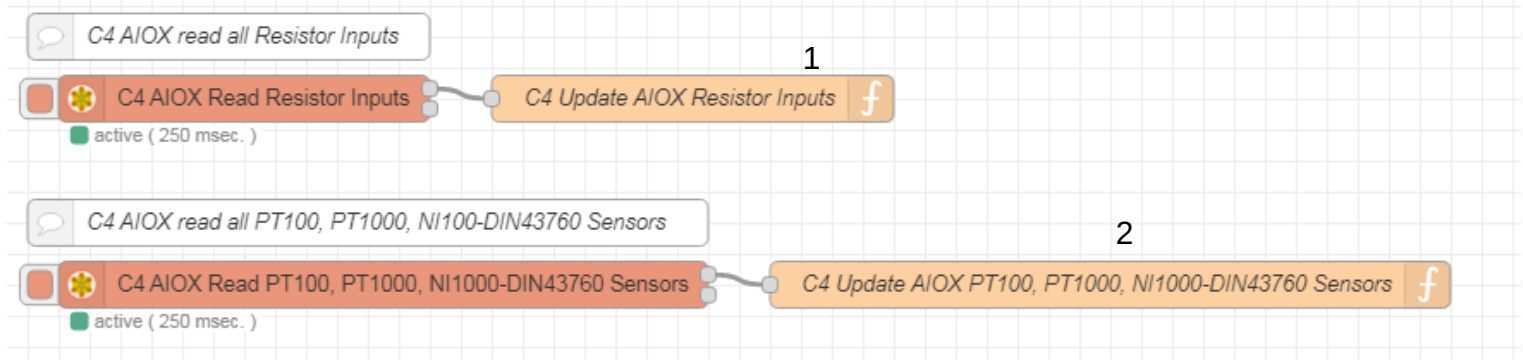 C4 AIOX read all Resistor Inputs
1
C4 AIOX Read Resistor Inputs
C4 Update AIOX Resistor Inputs
active ( 250 msec. )
C4 AIOX read all PT100, PT1000, NI100-DIN43760 Sensors
2
C4 AIOX Read PT100, PT1000, NI1000-DIN43760 Sensors
C4 Update AIOX PT100, PT1000, NI1000-DIN43760 Sensors
active ( 250 msec. )